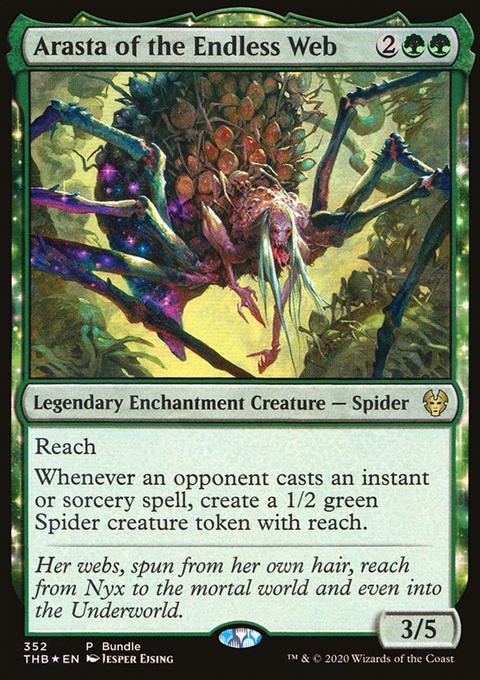 Arasta of the Endless Web 2
Legendary Enchantment Creature — Spider
Reach
Whenever an opponent casts an instant
or sorcery spell, create a 1/2 green
Spider creature token with reach.
Her webs, spun from her own hair, reach
from Nyx to the mortal world and even into
the Underworld.
3/5
352 P Bundle
THB★EN Jesper Ejsing ™ & © 2020 Wizards of the Coast